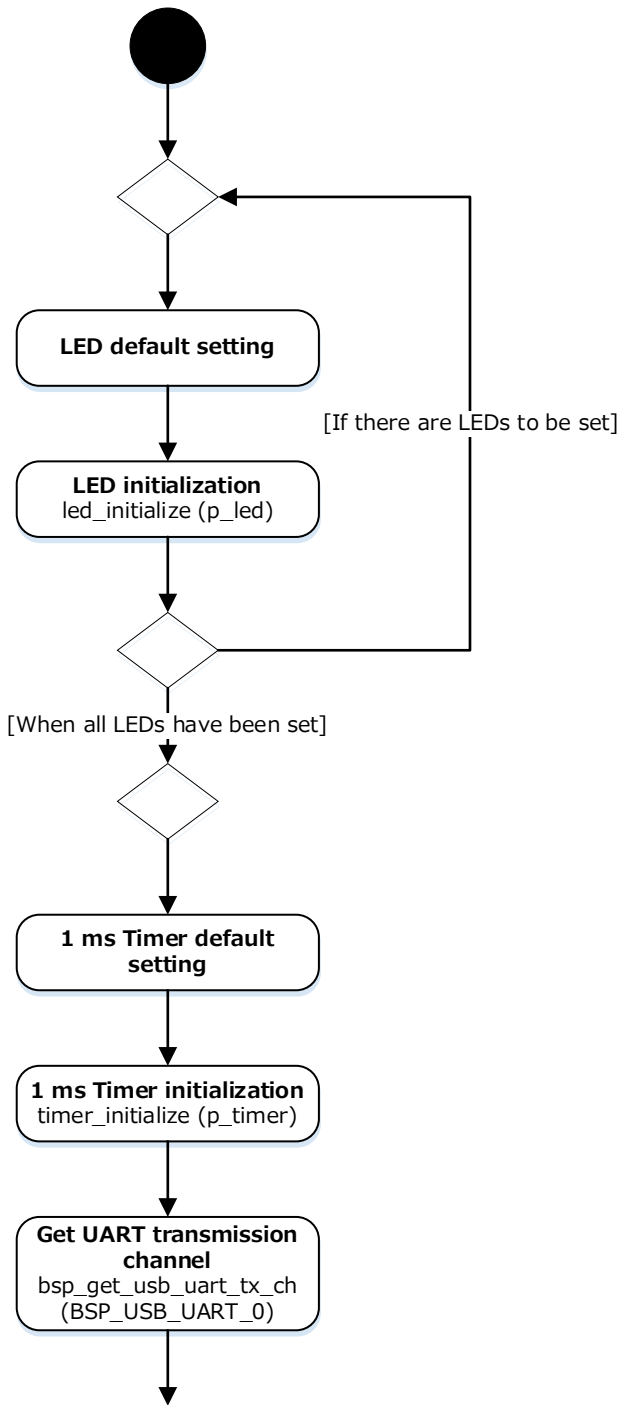 LED default setting
[If there are LEDs to be set]
LED initialization
led_initialize (p_led)
[When all LEDs have been set]
1 ms Timer default
setting
1 ms Timer initialization
timer_initialize (p_timer)
Get UART transmission
channel
bsp_get_usb_uart_tx_ch
(BSP_USB_UART_0)